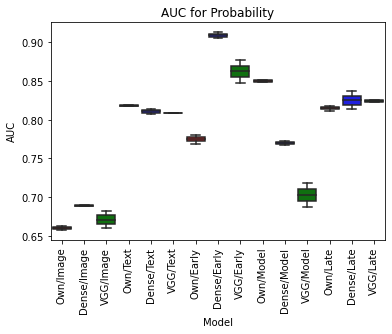 AUC for Probability
AUC
0.90
0.85
0.80
0.75
0.70
0.65
Own/Image
Dense/Image
VGG/Image
Own/Text
Dense/Text
VGG/Text
Own/Early
Dense/Early
VGG/Early
Own/Model
Dense/Model
VGG/Model
Own/Late
Dense/Late
VGG/Late
Model